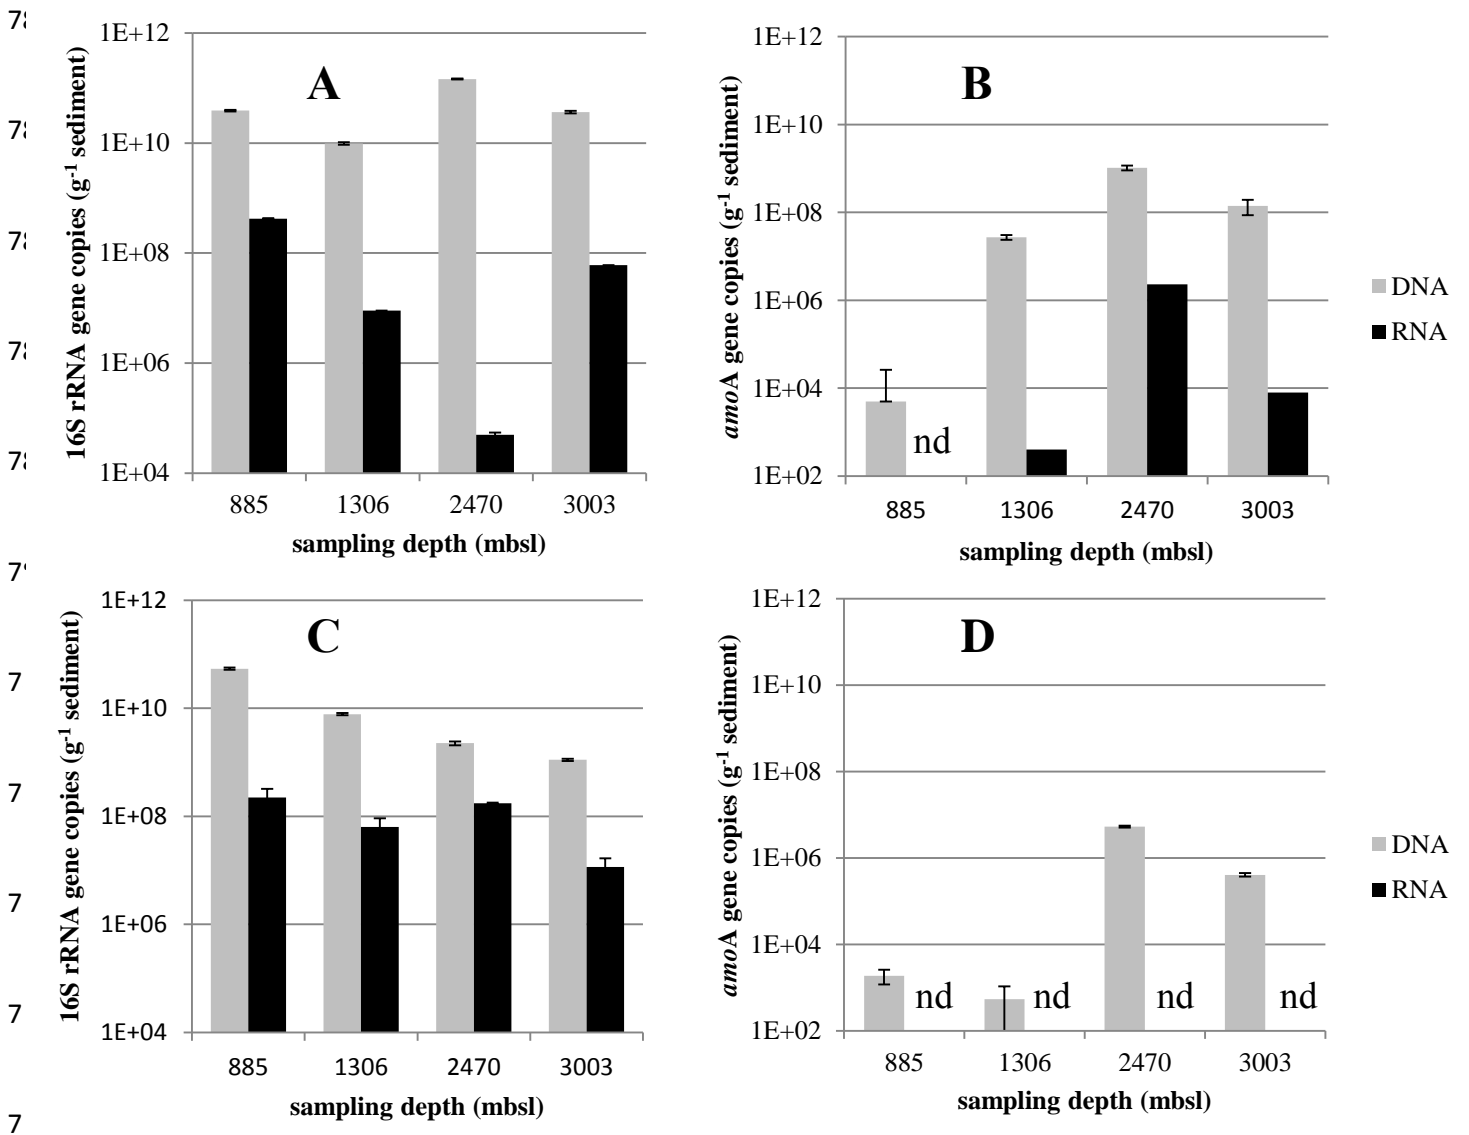 A
16S rRNA gene copies (g-1 sediment)
1E+12
1E+10
1E+08
1E+06
1E+04
885 1306 2470 3003
sampling depth (mbsl)
B
amoA gene copies (g-1 sediment)
1E+12
1E+10
1E+08
1E+06
1E+04
1E+02
nd
885 1306 2470 3003
sampling depth (mbsl)
DNA
RNA
C
16S rRNA gene copies (g-1 sediment)
1E+12
1E+10
1E+08
1E+06
1E+04
885 1306 2470 3003
sampling depth (mbsl)
D
amoA gene copies (g-1 sediment)
1E+12
1E+10
1E+08
1E+06
1E+04
1E+02
nd nd nd nd
885 1306 2470 3003
sampling depth (mbsl)
DNA
RNA